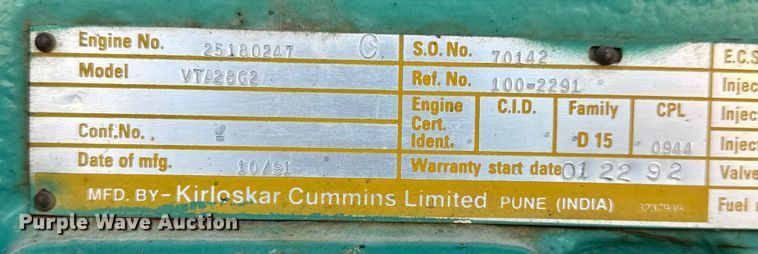 Engine No. 25180247 C
S.O. No. 70142
E.C.S
Model VTA28G2
Ref. No. 100-2291
Injec
Engine Cert. Ident.
C.I.D.
Family D 15
CPL 0944
Injec
Conf.No.
Injec
Date of mfg. 10/91
Warranty start date 01 22 92
Valve
MFD. BY-Kirloskar Cummins Limited PUNE, (INDIA)
Fuel
Purple Wave Auction